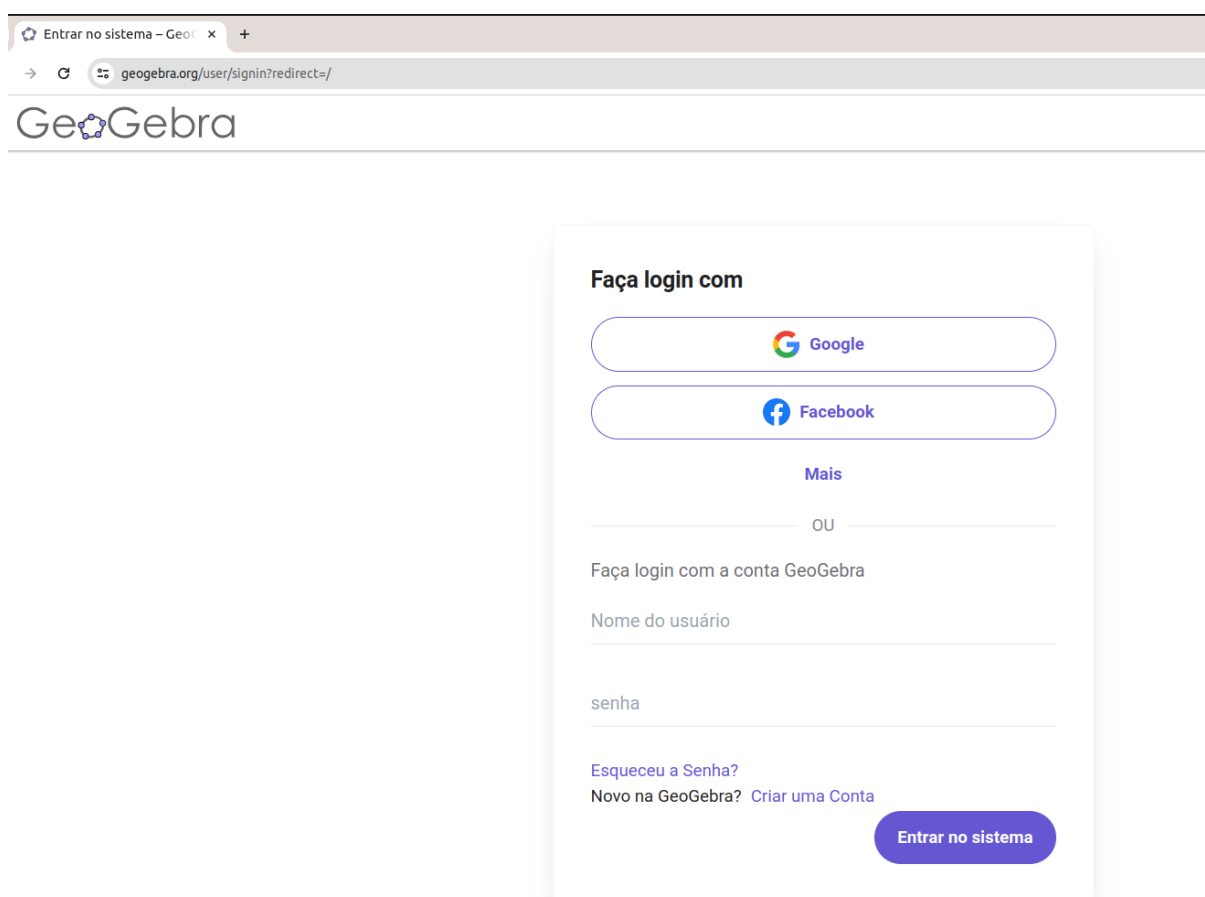 Entrar no sistema – Geo
geogebra.org/user/signin?redirect=/
GeoGebra
Faça login com
Google
Facebook
Mais
OU
Faça login com a conta GeoGebra
Nome do usuário
senha
Esqueceu a Senha?
Novo na GeoGebra? Criar uma Conta
Entrar no sistema